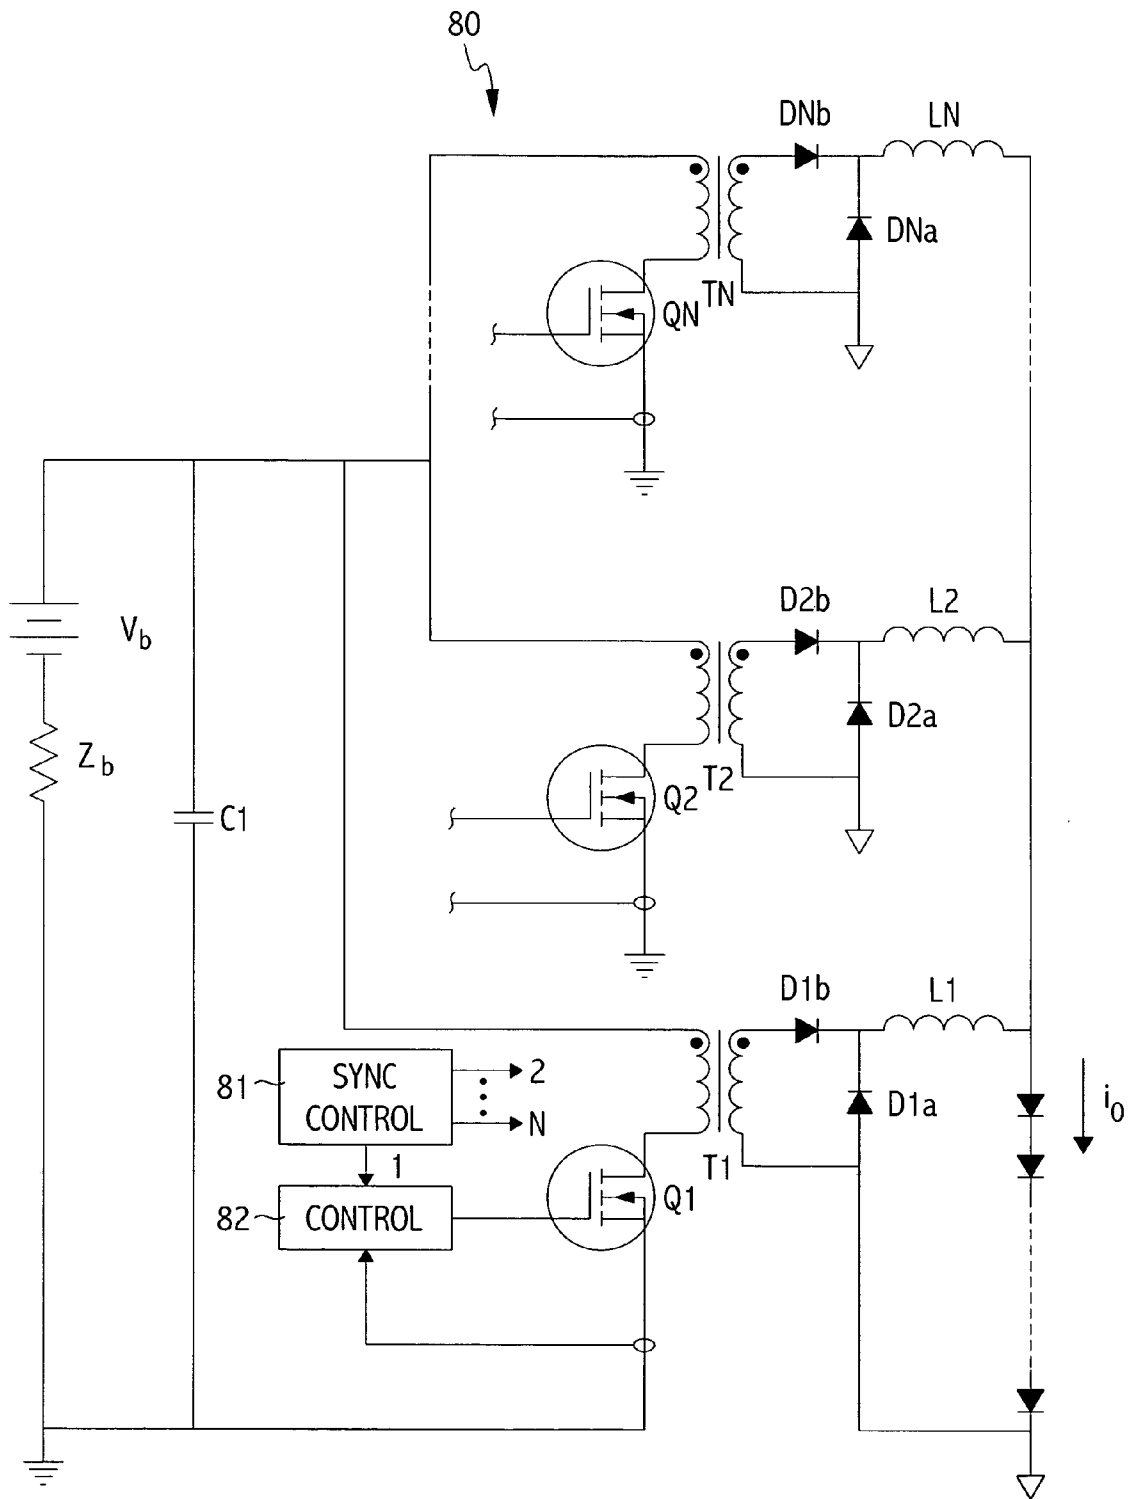 80
DNb
LN
DNa
TN
QN
D2b
L2
Vb
D2a
Zb
T2
Q2
C1
D1b
L1
81
SYNC
CONTROL
2
N
D1a
i0
1
T1
82
CONTROL
Q1